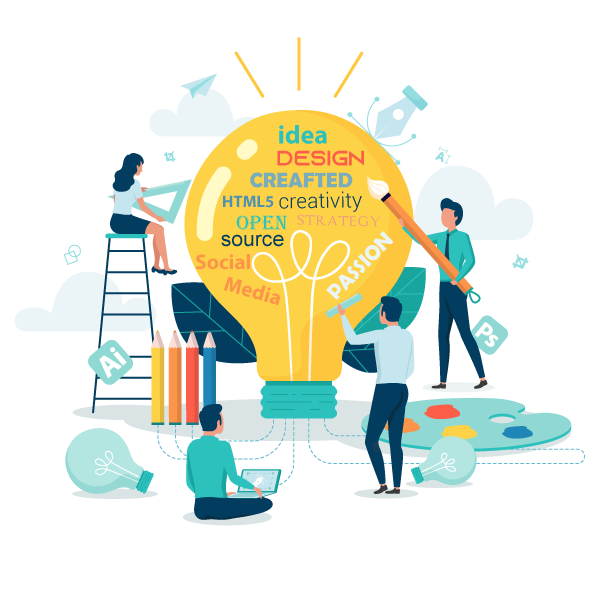 idea
DESIGN
CREAFTED
HTML5 creativity
OPEN STRATEGY
source
Social
Media
PASSION
Ai
Ps